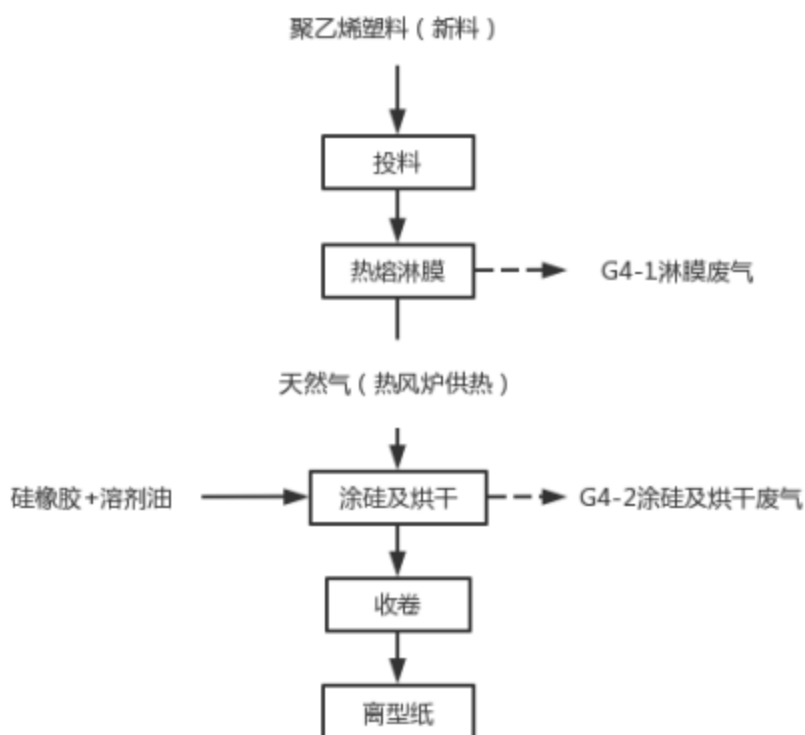 聚乙烯塑料（新料）
投料
热熔淋膜
G4-1淋膜废气
天然气（热风炉供热）
硅橡胶+溶剂油
涂硅及烘干
G4-2涂硅及烘干废气
收卷
离型纸